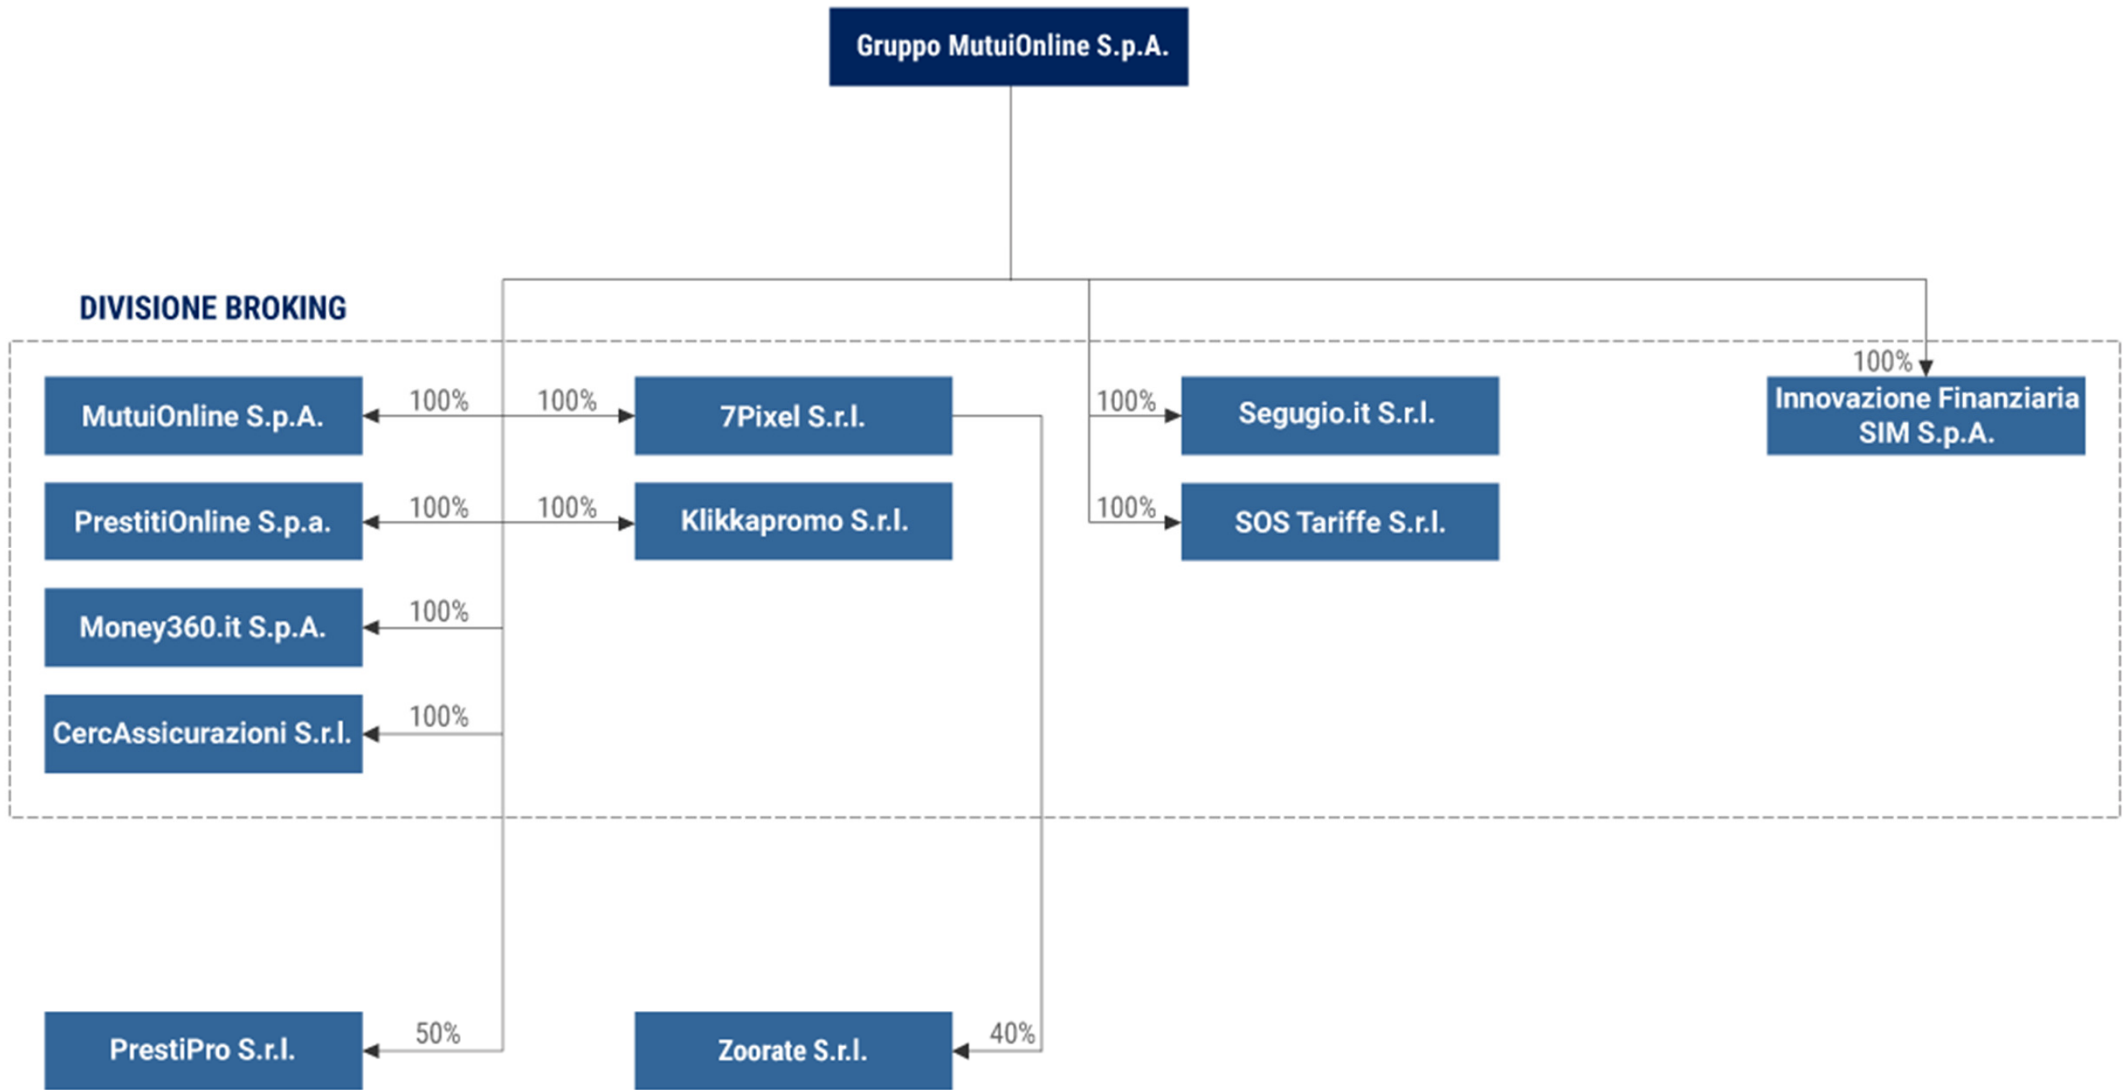 Gruppo MutuiOnline S.p.A.
DIVISIONE BROKING
100%
MutuiOnline S.p.A.
100%
100%
7Pixel S.r.l.
100%
Segugio.it S.r.l.
Innovazione Finanziaria
SIM S.p.A.
PrestitiOnline S.p.a.
100%
100%
Klikkapromo S.r.l.
100%
SOS Tariffe S.r.l.
Money360.it S.p.A.
100%
CercAssicurazioni S.r.l.
100%
PrestiPro S.r.l.
50%
Zoorate S.r.l.
40%